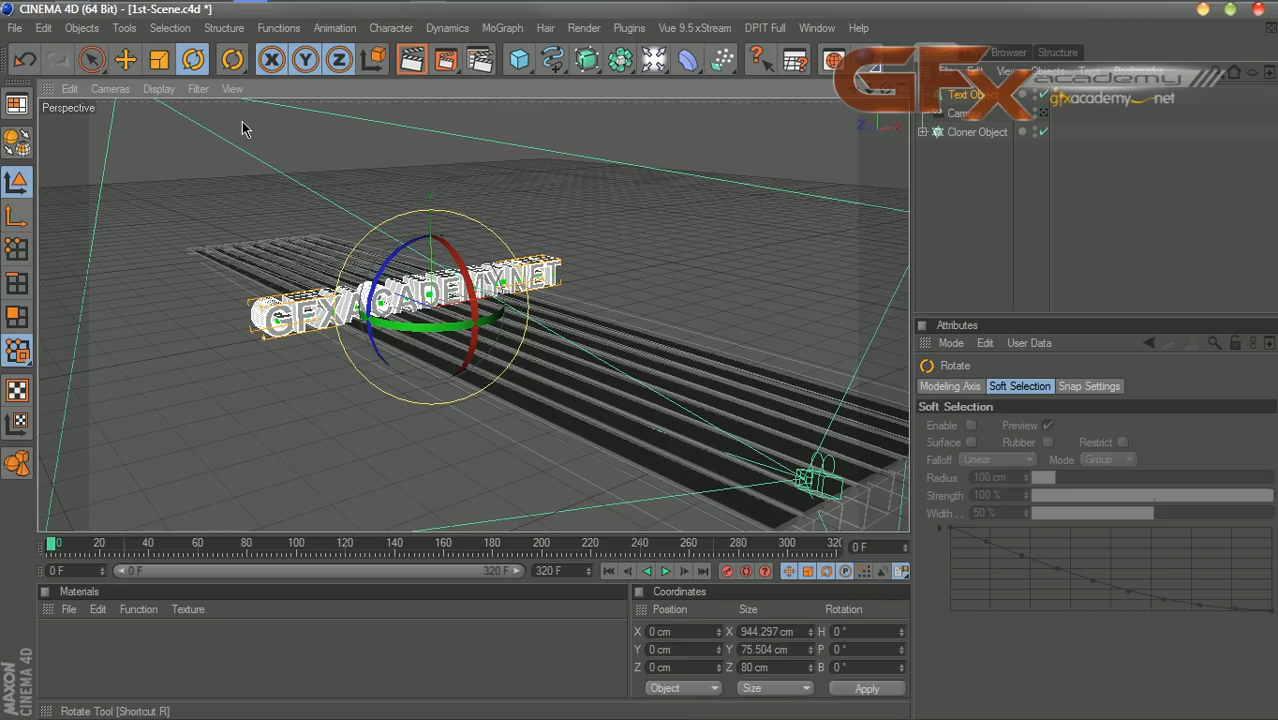 CINEMA 4D (64 Bit) - [1st-Scene.c4d *]
File Edit Objects Tools Selection Structure Functions Animation Character Dynamics MoGraph Hair Render Plugins Vue 9.5 xStream DPIT Full Window Help
Browser Structure
GFX academy
gfxacademy.net
Edit Cameras Display Filter View
Perspective
Text Object
Cloner Object
GFX ACADEMY.NET
Attributes
Mode Edit User Data
Rotate
Modeling Axis Soft Selection Snap Settings
Soft Selection
Enable Preview
Surface Rubber Restrict
Falloff Linear Mode Group
Radius 100 cm
Strength 100 %
Width . . 50 %
0 20 40 60 80 100 120 140 160 180 200 220 240 260 280 300 32 0 F
0 F 0 F 320 F 320 F
Materials
File Edit Function Texture
Coordinates
Position Size Rotation
X 0 cm X 944.297 cm H 0 °
Y 0 cm Y 75.504 cm P 0 °
Z 0 cm Z 80 cm B 0 °
Object Size Apply
MAXON CINEMA 4D
Rotate Tool [Shortcut R]